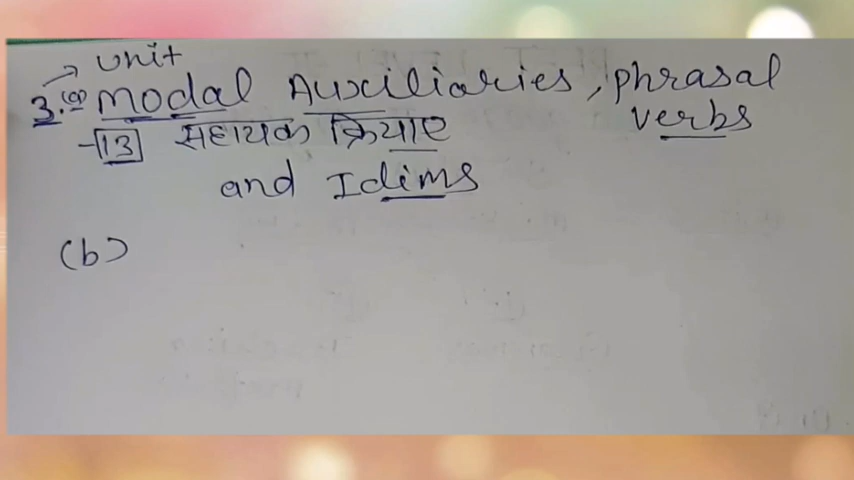 unit
3.(a) modal Auxiliaries, phrasal
verbs
-13 सहायक क्रियाए
and Idims
(b)